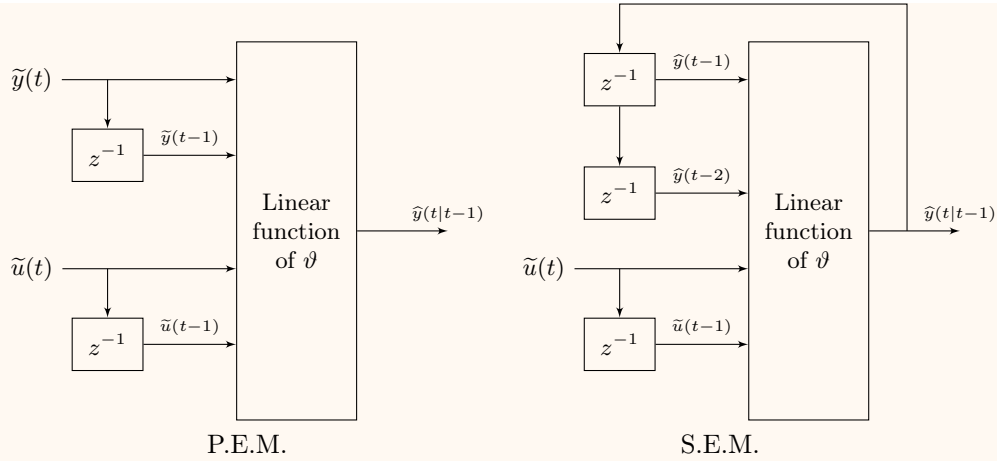 ỹ(t)
z⁻¹
ỹ(t−1)
ũ(t)
z⁻¹
ũ(t−1)
Linear
function
of ϑ
ŷ(t|t−1)
P.E.M.
z⁻¹
ŷ(t−1)
z⁻¹
ŷ(t−2)
ũ(t)
z⁻¹
ũ(t−1)
Linear
function
of ϑ
ŷ(t|t−1)
S.E.M.